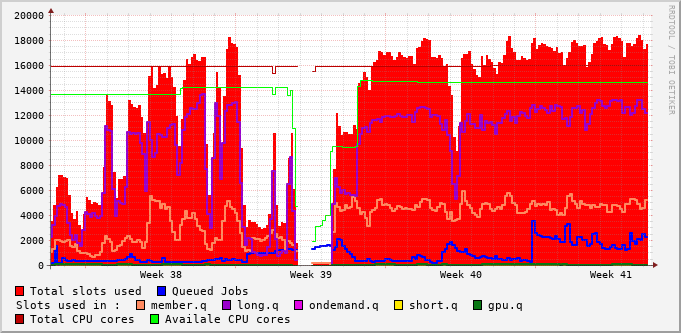 RRDTOOL / TOBI OETIKER
20000
18000
16000
14000
12000
10000
8000
6000
4000
2000
0
Week 38 Week 39 Week 40 Week 41
Total slots used Queued Jobs
Slots used in : member.q long.q ondemand.q short.q gpu.q
Total CPU cores Availale CPU cores